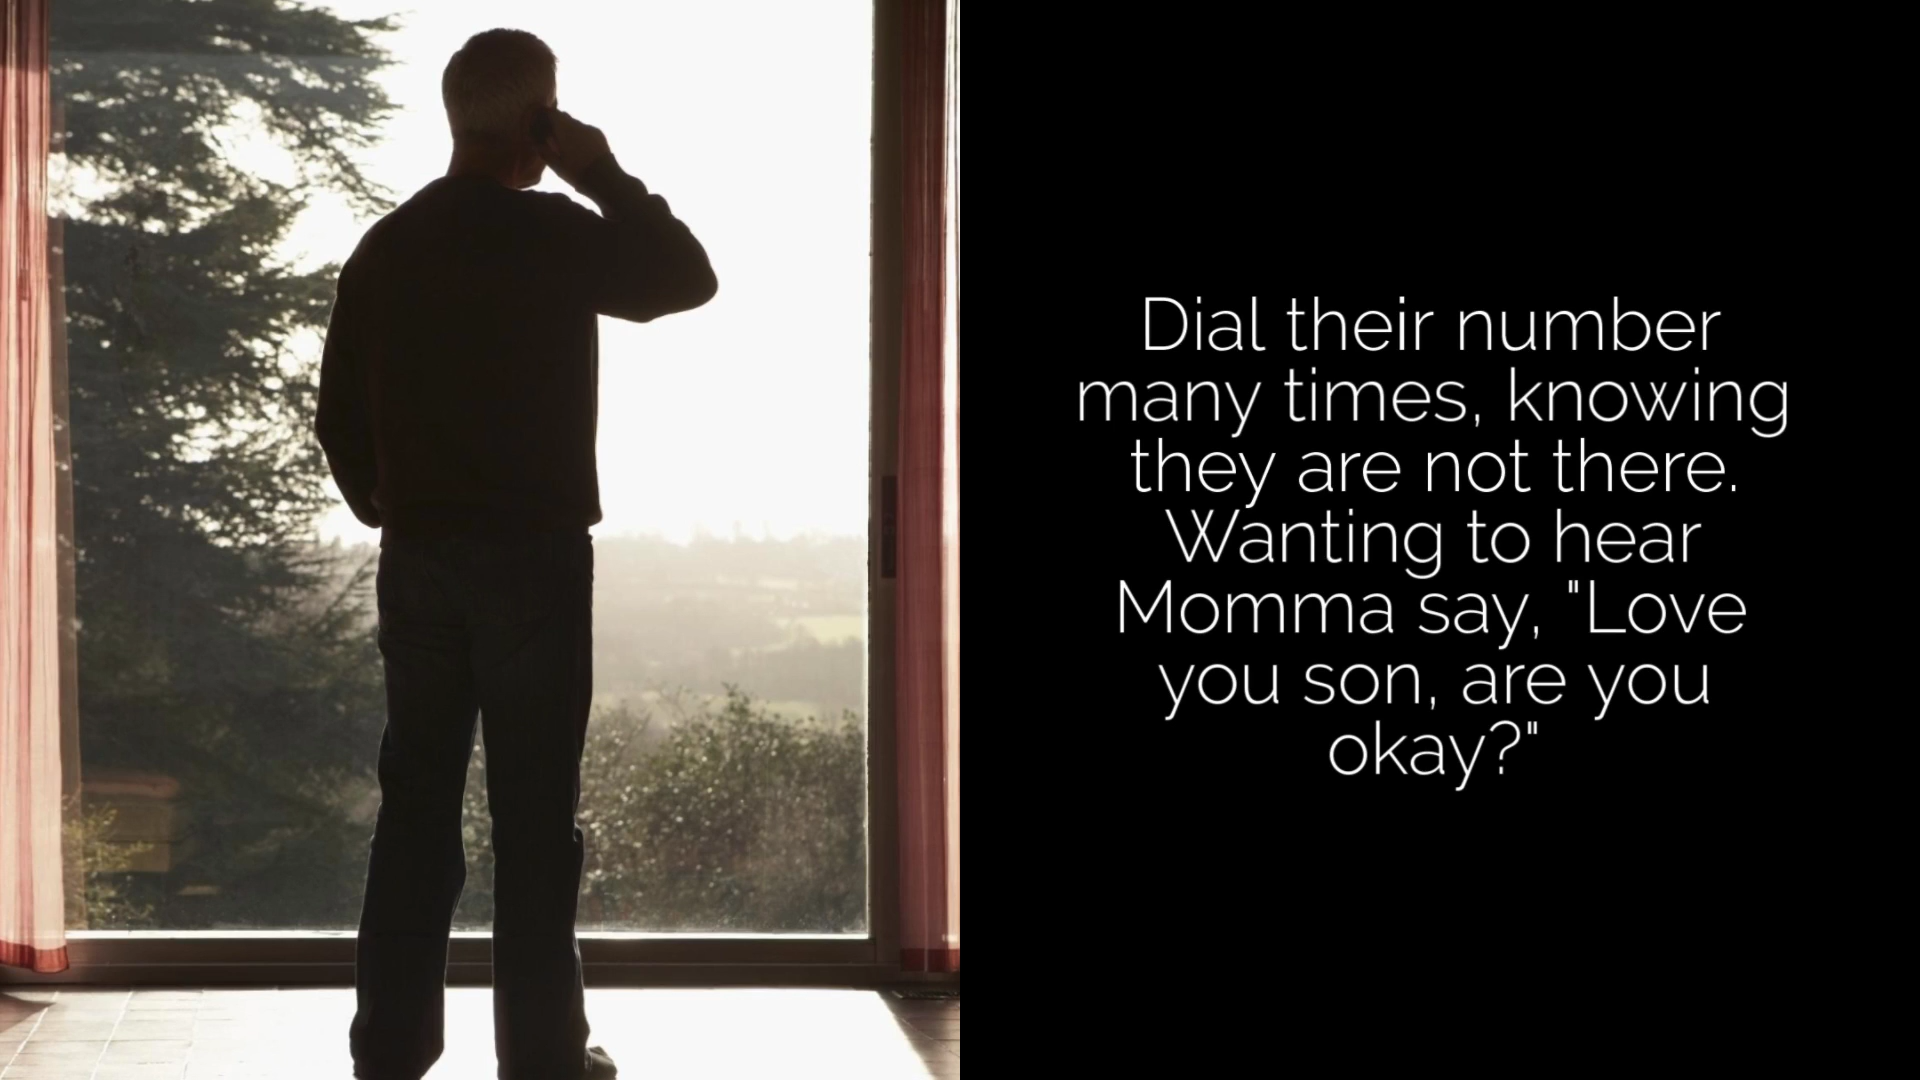 Dial their number
many times, knowing
they are not there.
Wanting to hear
Momma say, "Love
you son, are you
okay?"